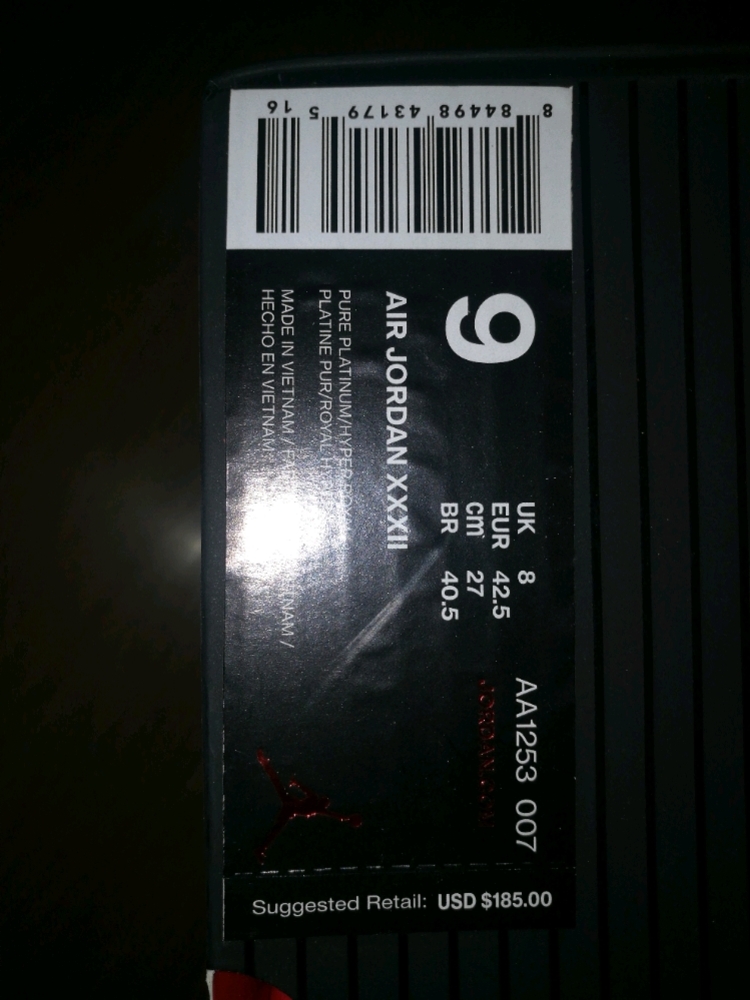 8 84498 43179 5 16
9
UK 8
EUR 42.5
cm 27
BR 40.5
AA1253 007
JORDAN.COM
AIR JORDAN XXXII
PURE PLATINUM/HYPER
PLATINE PUR/ROYAL
MADE IN VIETNAM /
HECHO EN VIETNAM
Suggested Retail: USD $185.00